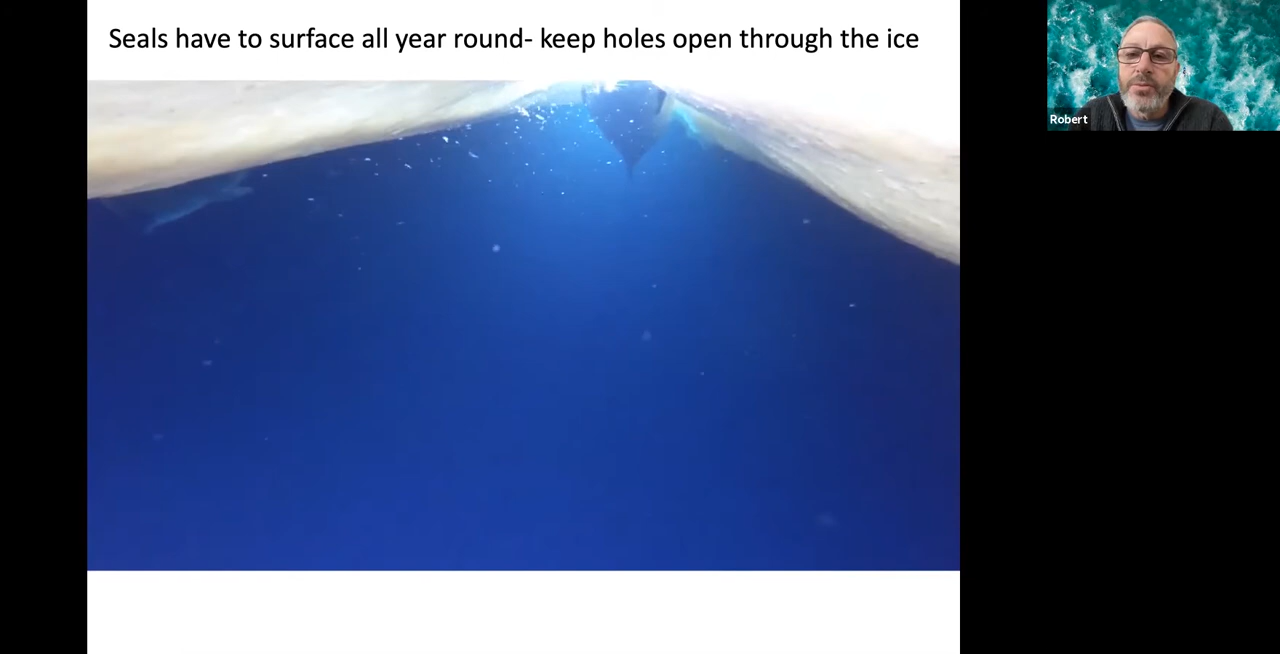 Seals have to surface all year round- keep holes open through the ice
Robert